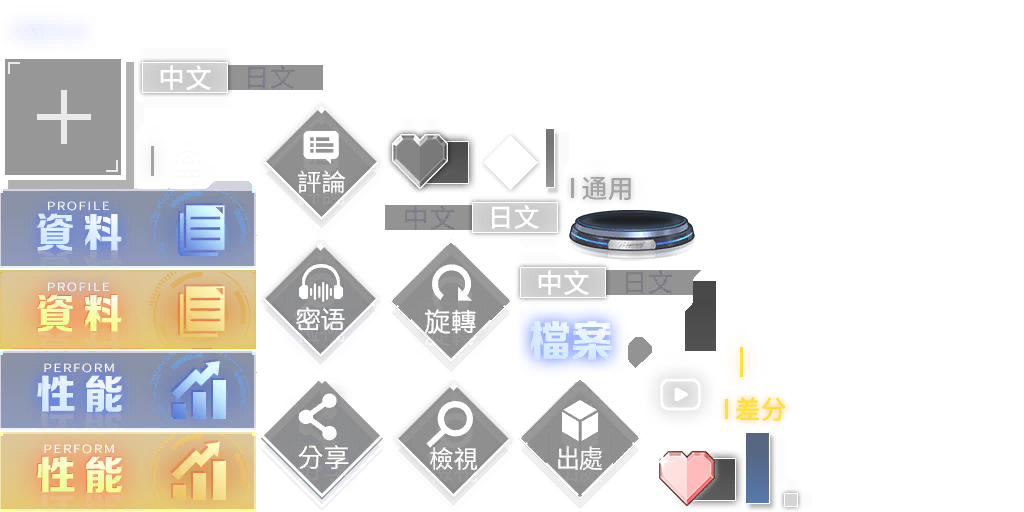 中文 日文
評論
通用
中文 日文
PROFILE
資料
密语
旋轉
中文 日文
PROFILE
資料
檔案
PERFORM
性能
差分
分享
檢視
出處
PERFORM
性能